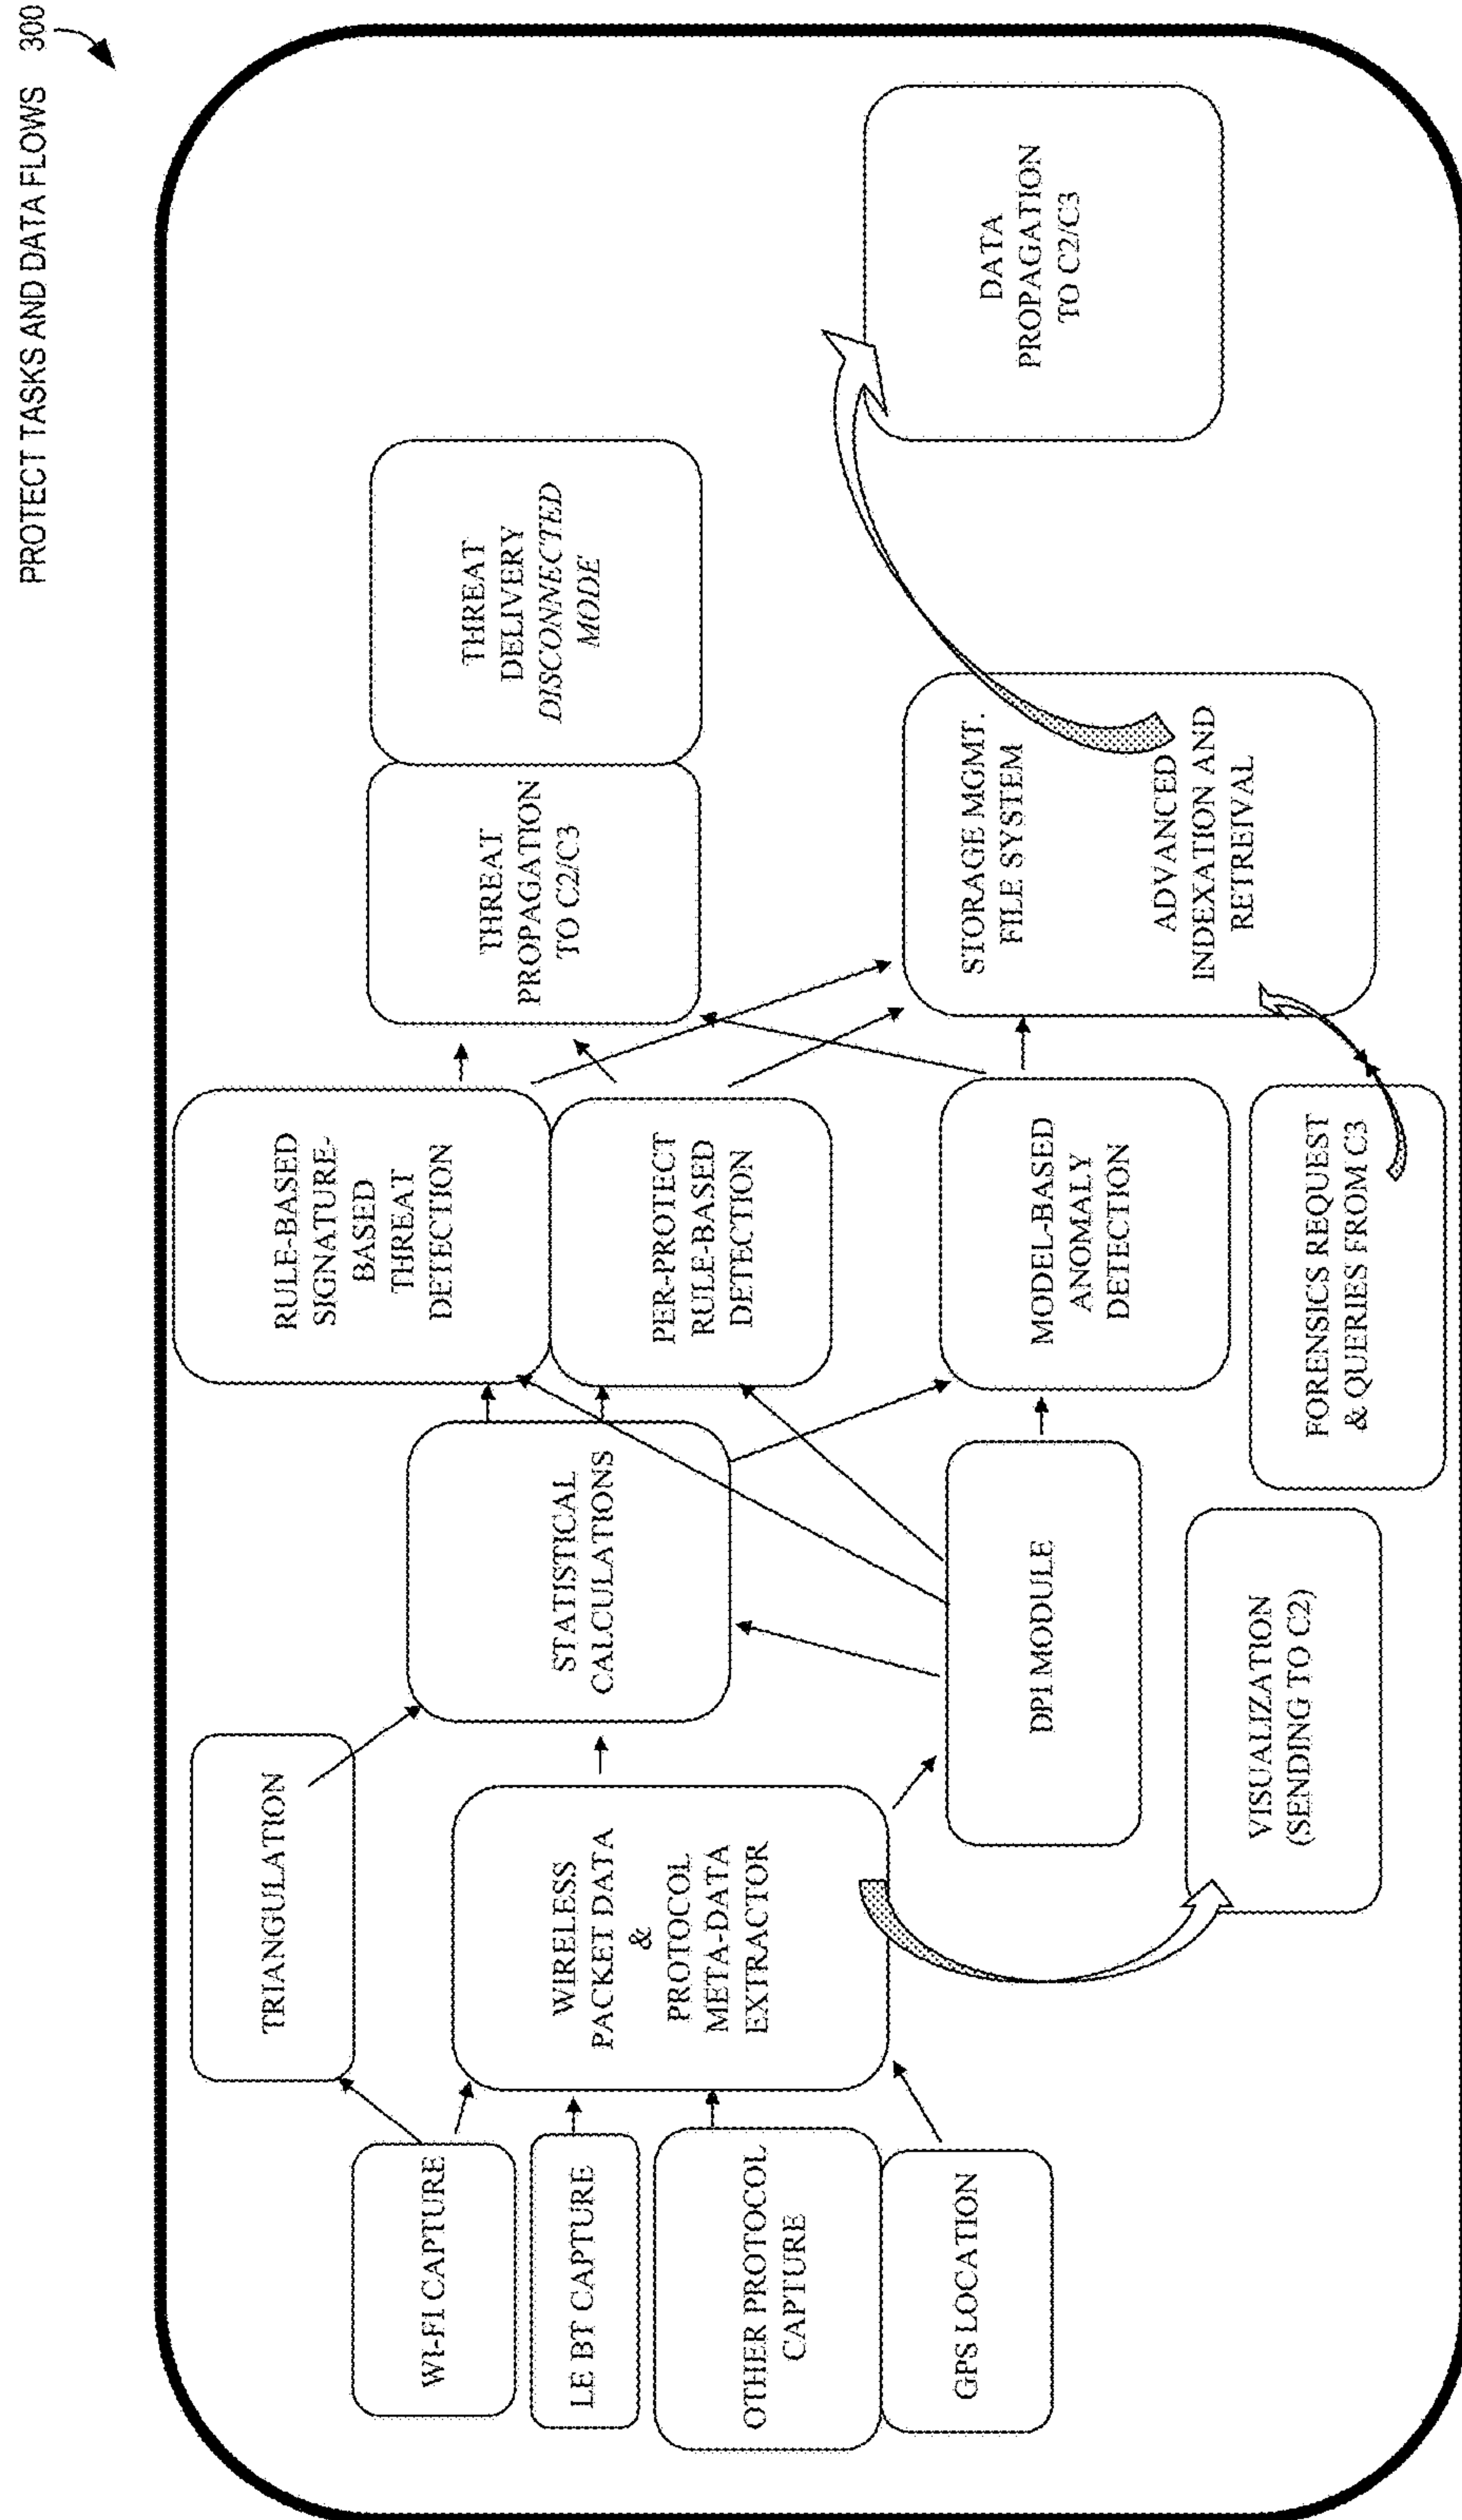 PROTECT TASKS AND DATA FLOWS 300
WI-FI CAPTURE
LE BT CAPTURE
OTHER PROTOCOL
CAPTURE
GPS LOCATION
TRIANGULATION
WIRELESS
PACKET DATA
&
PROTOCOL
META-DATA
EXTRACTOR
STATISTICAL
CALCULATIONS
DPI MODULE
VISUALIZATION
(SENDING TO C2)
RULE-BASED
SIGNATURE-
BASED
THREAT
DETECTION
PER-PROTECT
RULE-BASED
DETECTION
MODEL-BASED
ANOMALY
DETECTION
FORENSICS REQUEST
& QUERIES FROM C3
THREAT
PROPAGATION
TO C2/C3
THREAT
DELIVERY
DISCONNECTED
MODE
STORAGE MGMT.
FILE SYSTEM
ADVANCED
INDEXATION AND
RETREIVAL
DATA
PROPAGATION
TO C2/C3